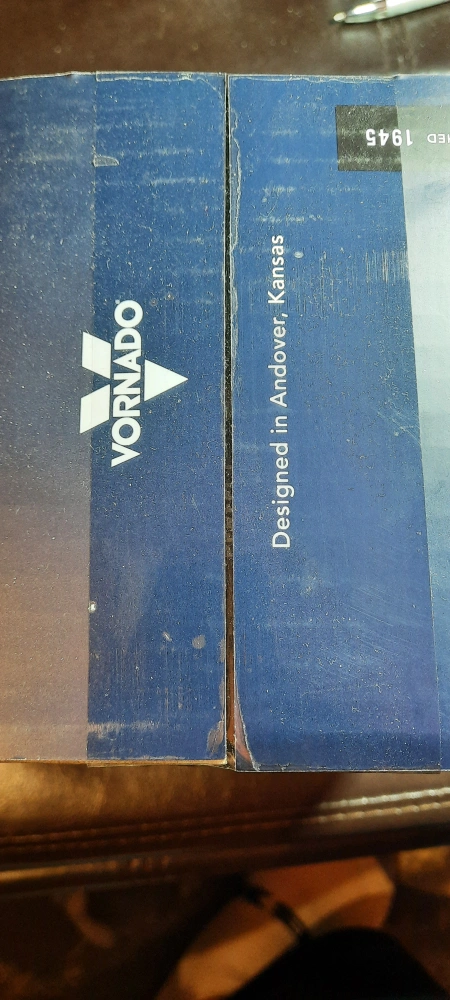 VORNADO
Designed in Andover, Kansas
1945